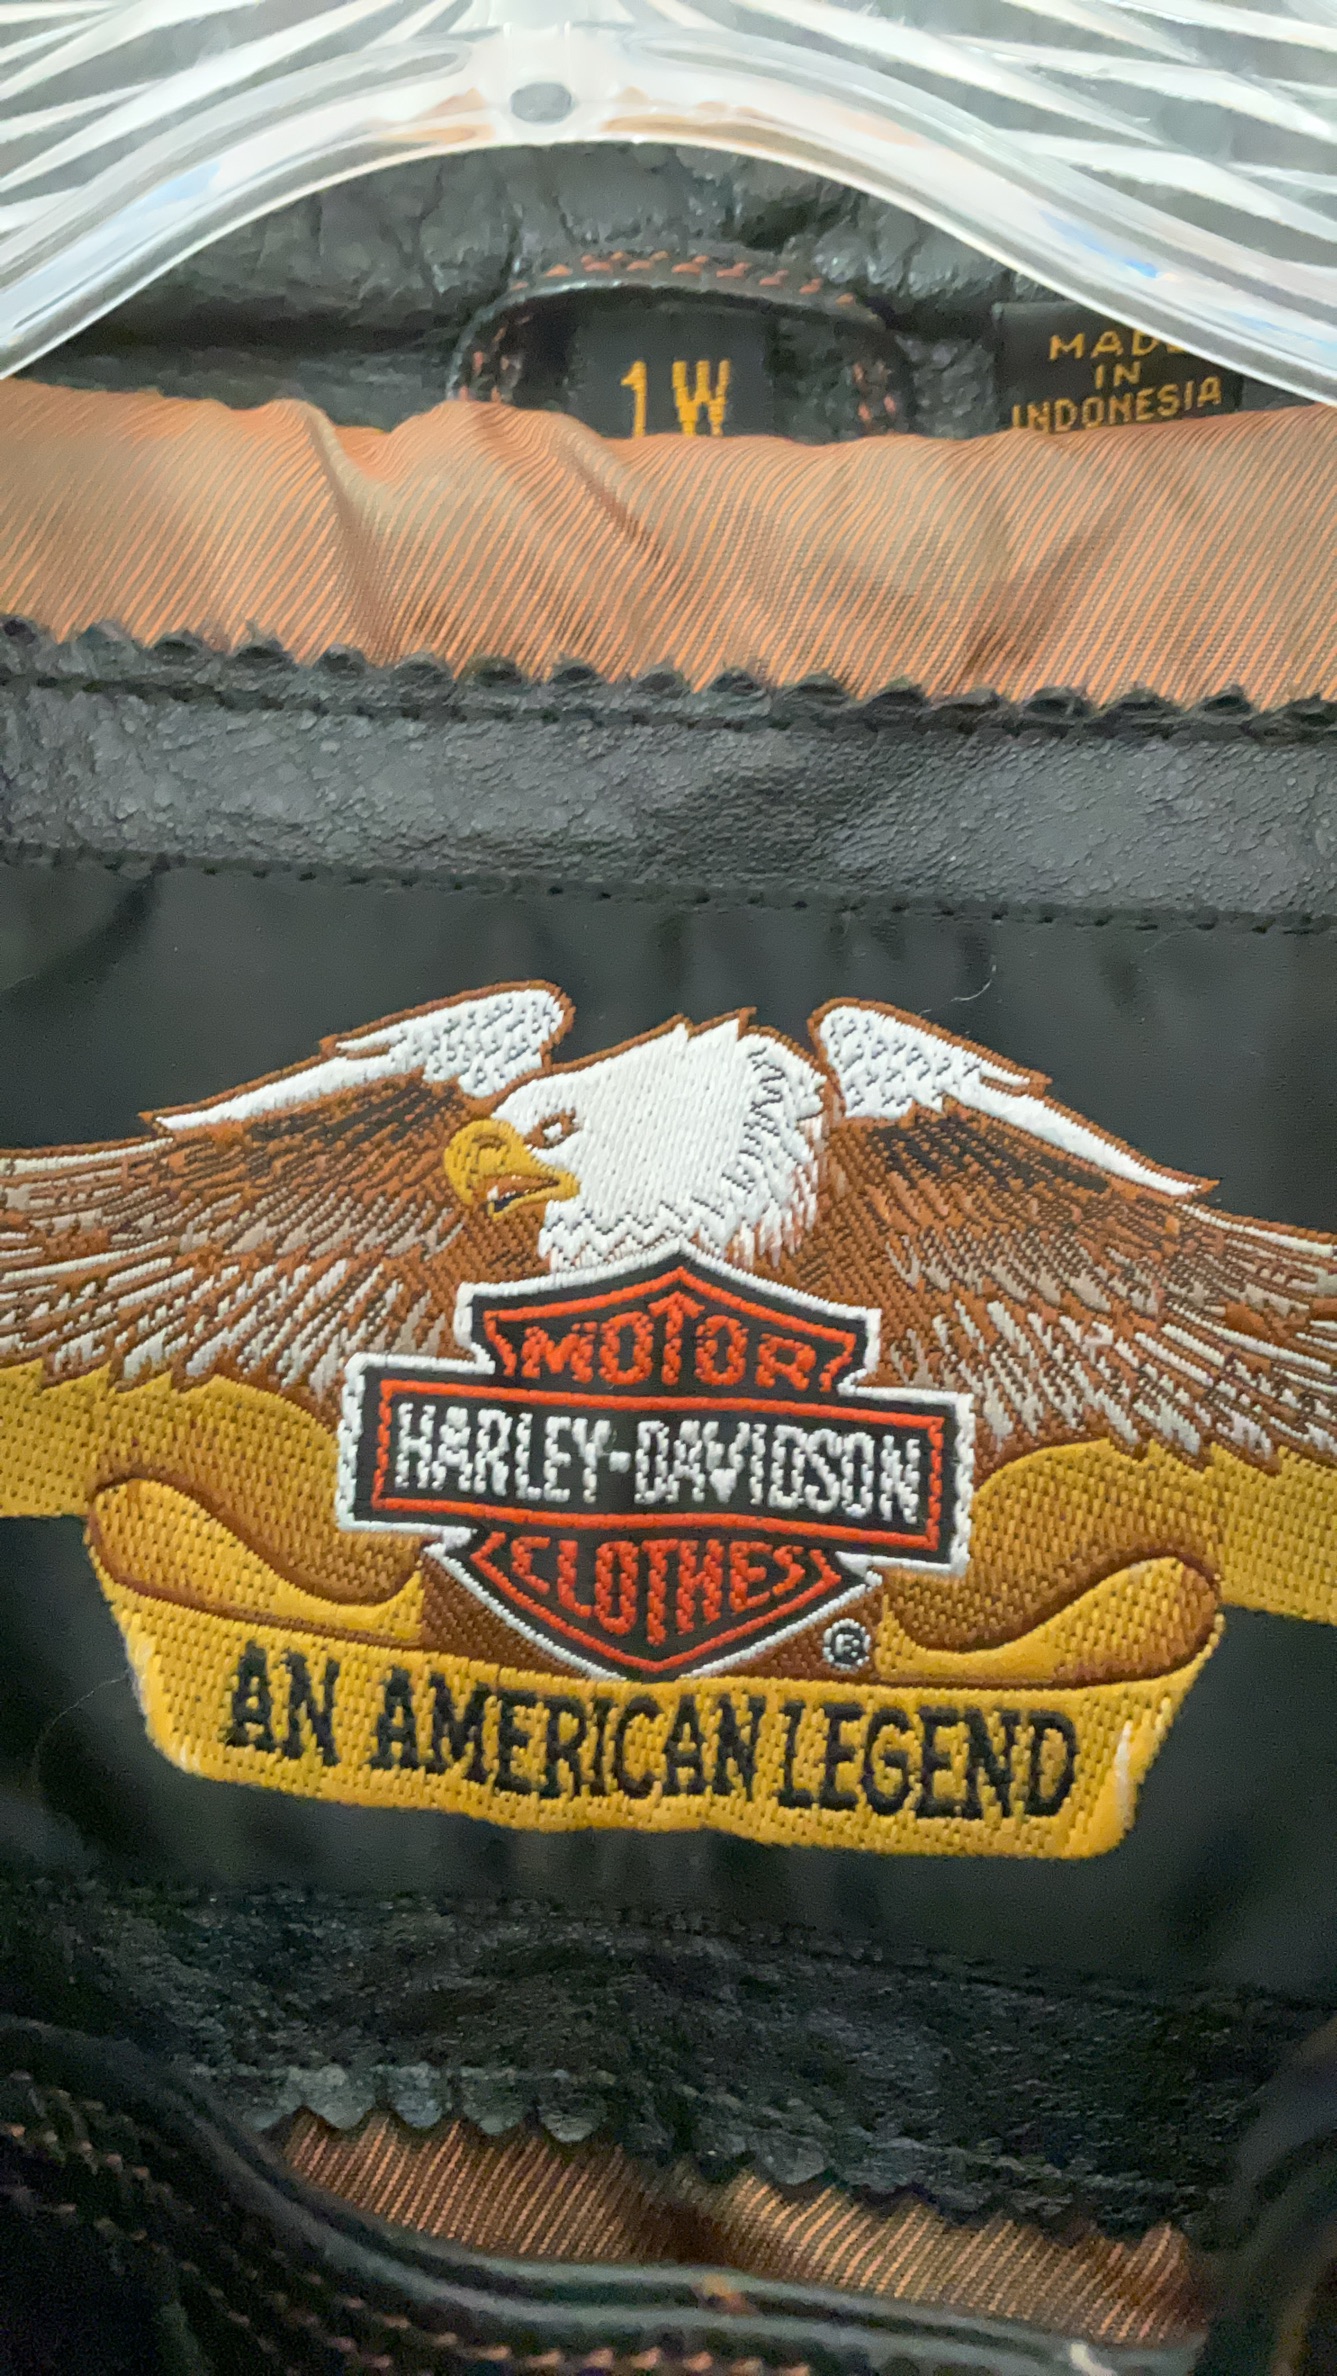 1W
MADE
IN
INDONESIA
MOTOR
HARLEY-DAVIDSON
CLOTHES
®
AN AMERICAN LEGEND